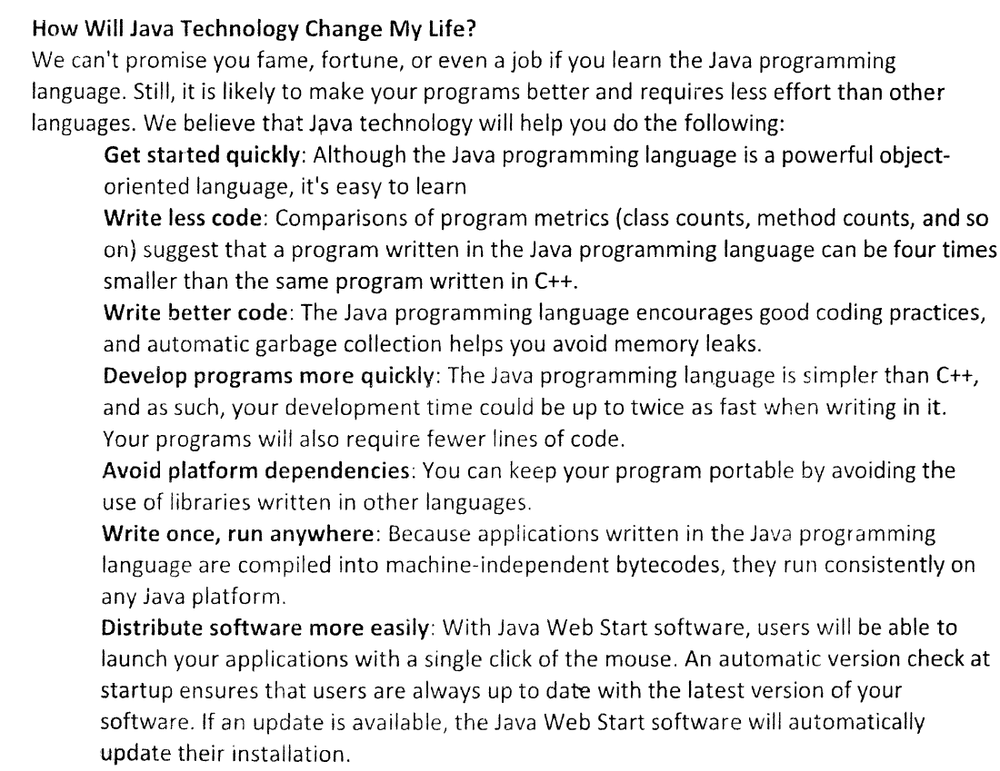 How Will Java Technology Change My Life?
We can't promise you fame, fortune, or even a job if you learn the Java programming
language. Still, it is likely to make your programs better and requires less effort than other
languages. We believe that Java technology will help you do the following:
Get started quickly: Although the Java programming language is a powerful object-
oriented language, it's easy to learn
Write less code: Comparisons of program metrics (class counts, method counts, and so
on) suggest that a program written in the Java programming language can be four times
smaller than the same program written in C++.
Write better code: The Java programming language encourages good coding practices,
and automatic garbage collection helps you avoid memory leaks.
Develop programs more quickly: The Java programming language is simpler than C++,
and as such, your development time could be up to twice as fast when writing in it.
Your programs will also require fewer lines of code.
Avoid platform dependencies: You can keep your program portable by avoiding the
use of libraries written in other languages.
Write once, run anywhere: Because applications written in the Java programming
language are compiled into machine-independent bytecodes, they run consistently on
any Java platform.
Distribute software more easily: With Java Web Start software, users will be able to
launch your applications with a single click of the mouse. An automatic version check at
startup ensures that users are always up to date with the latest version of your
software. If an update is available, the Java Web Start software will automatically
update their installation.